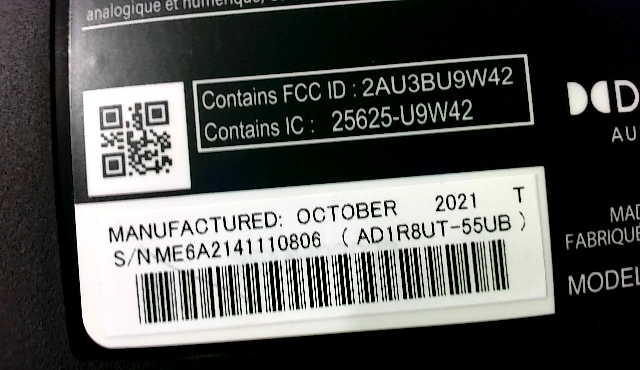 analogique et numérique,
Contains FCC ID : 2AU3BU9W42
Contains IC : 25625-U9W42
AU
MANUFACTURED: OCTOBER 2021 T
S/N:ME6A2141110806 ( AD1R8UT-55UB )
MAD
FABRIQUÉ
MODEL